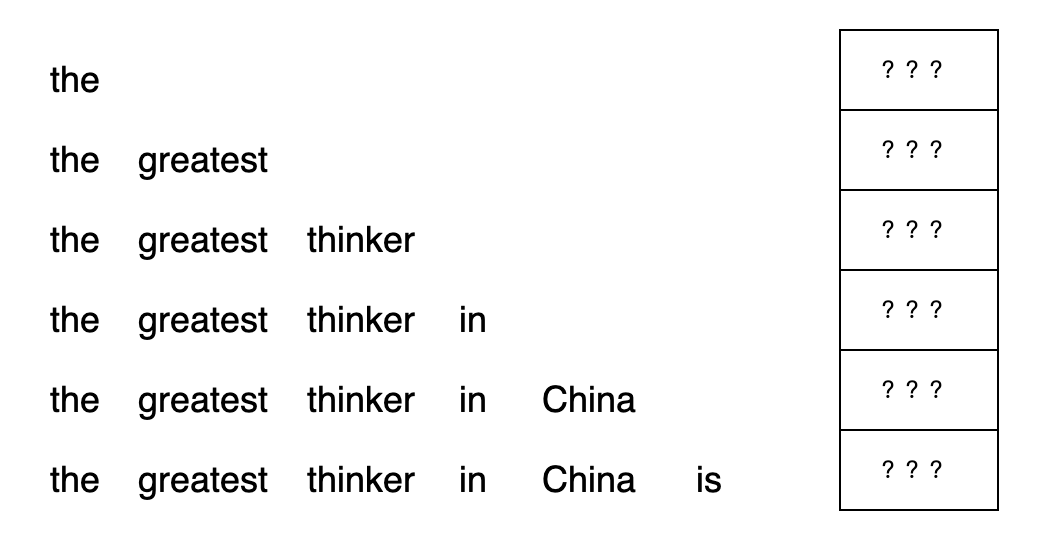 the ? ? ?
the greatest ? ? ?
the greatest thinker ? ? ?
the greatest thinker in ? ? ?
the greatest thinker in China ? ? ?
the greatest thinker in China is ? ? ?